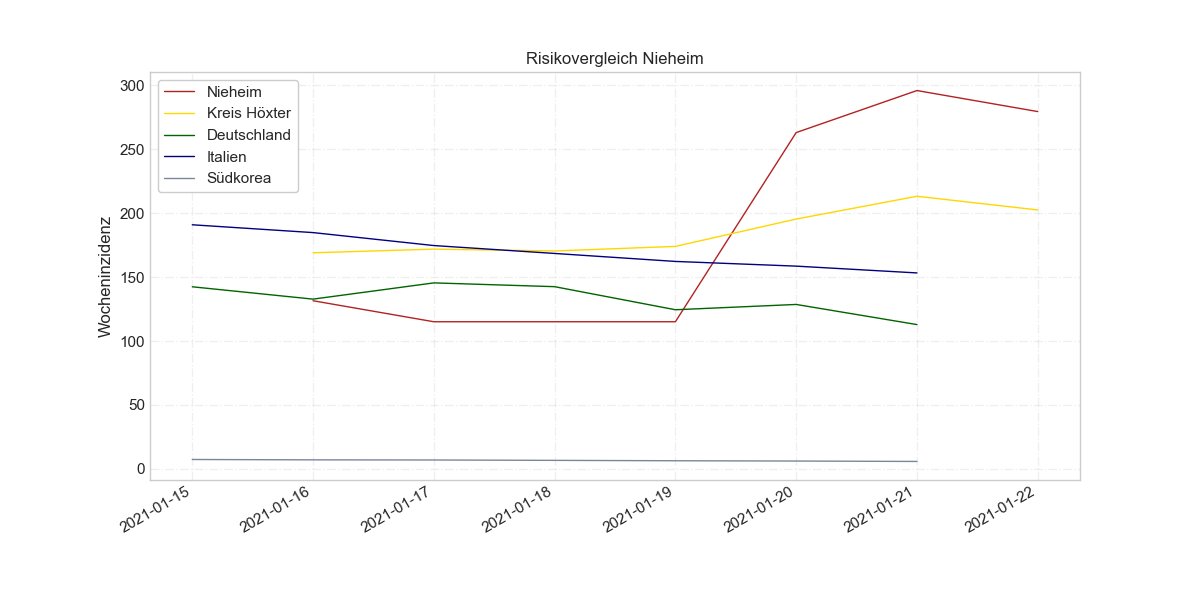 Risikovergleich Nieheim
Nieheim
Kreis Höxter
Deutschland
Italien
Südkorea
Wocheninzidenz
300
250
200
150
100
50
0
2021-01-15
2021-01-16
2021-01-17
2021-01-18
2021-01-19
2021-01-20
2021-01-21
2021-01-22